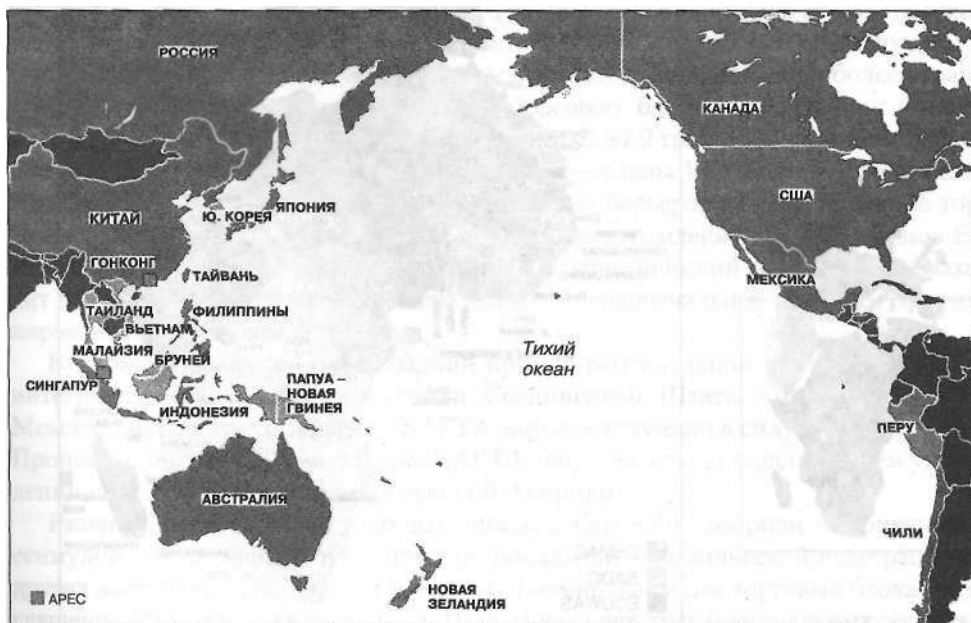 РОССИЯ
КАНАДА
КИТАЙ
Ю. КОРЕЯ
ЯПОНИЯ
США
ГОНКОНГ
ТАЙВАНЬ
МЕКСИКА
ТАИЛАНД
ФИЛИППИНЫ
ВЬЕТНАМ
МАЛАЙЗИЯ
БРУНЕЙ
Тихий
океан
СИНГАПУР
ПАПУА –
НОВАЯ
ГВИНЕЯ
ИНДОНЕЗИЯ
ПЕРУ
АВСТРАЛИЯ
ЧИЛИ
НОВАЯ
ЗЕЛАНДИЯ
АРЕС